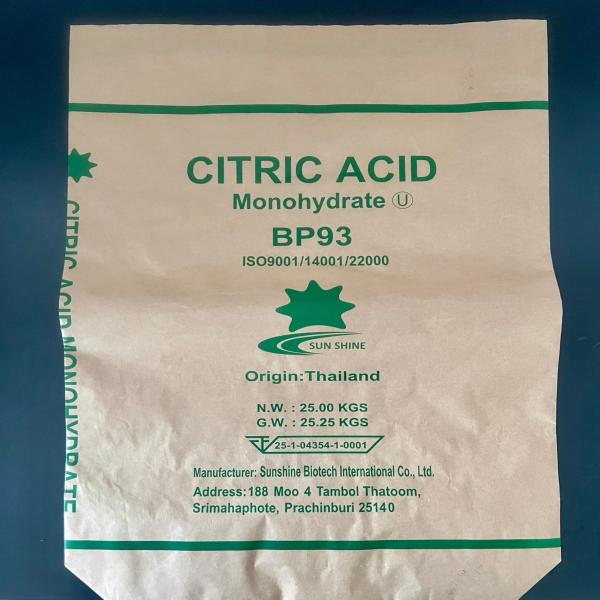 CITRIC ACID
Monohydrate Ⓤ
BP93
ISO9001/14001/22000
SUN SHINE
Origin:Thailand
N.W. : 25.00 KGS
G.W. : 25.25 KGS
25-1-04354-1-0001
Manufacturer: Sunshine Biotech International Co., Ltd.
Address:188 Moo 4 Tambol Thatoom,
Srimahaphote, Prachinburi 25140
CITRIC ACID MONOHYDRATE